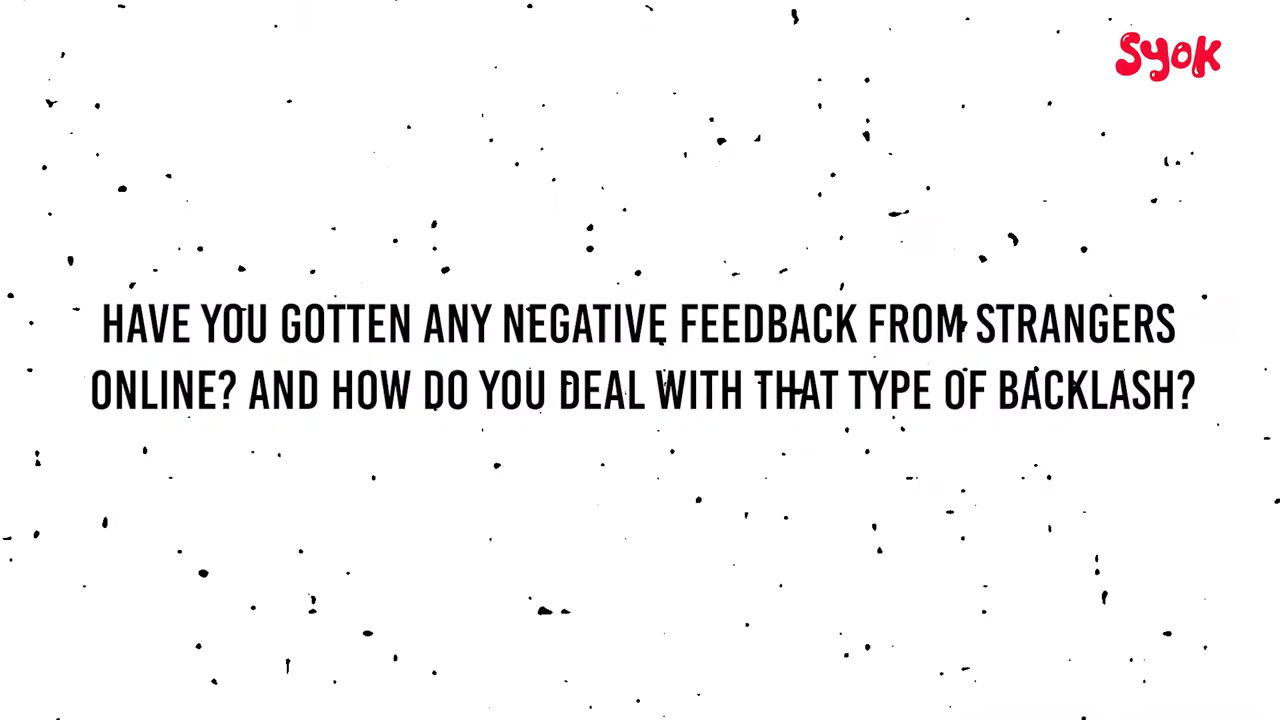 Syok
HAVE YOU GOTTEN ANY NEGATIVE FEEDBACK FROM STRANGERS
ONLINE? AND HOW DO YOU DEAL WITH THAT TYPE OF BACKLASH?